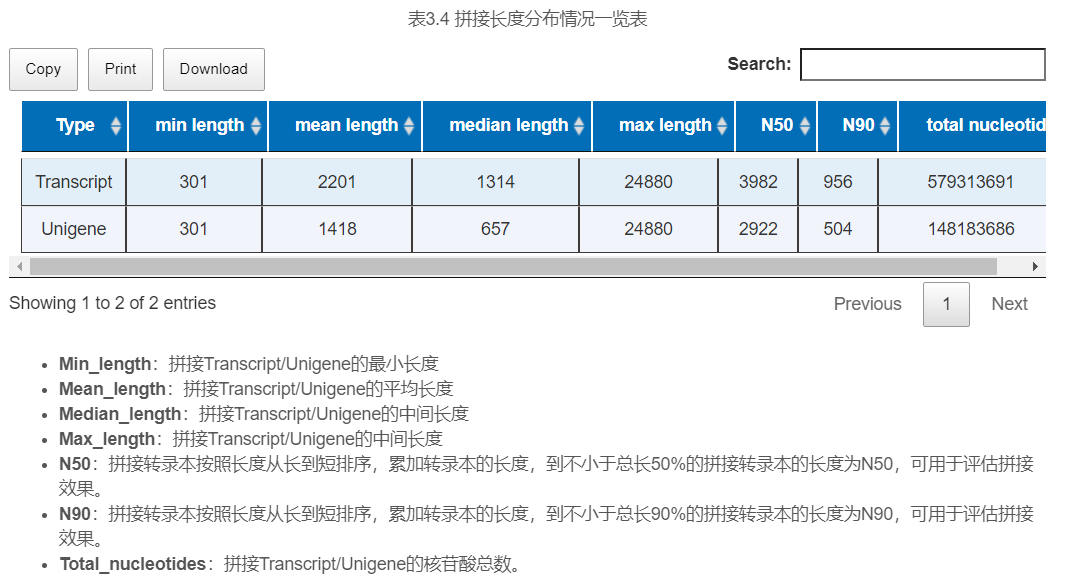 表3.4 拼接长度分布情况一览表
Copy Print Download Search:
Type min length mean length median length max length N50 N90 total nucleotid
Transcript 301 2201 1314 24880 3982 956 579313691
Unigene 301 1418 657 24880 2922 504 148183686
Showing 1 to 2 of 2 entries Previous 1 Next
• Min_length：拼接Transcript/Unigene的最小长度
• Mean_length：拼接Transcript/Unigene的平均长度
• Median_length：拼接Transcript/Unigene的中间长度
• Max_length：拼接Transcript/Unigene的中间长度
• N50：拼接转录本按照长度从长到短排序，累加转录本的长度，到不小于总长50%的拼接转录本的长度为N50，可用于评估拼接
效果。
• N90：拼接转录本按照长度从长到短排序，累加转录本的长度，到不小于总长90%的拼接转录本的长度为N90，可用于评估拼接
效果。
• Total_nucleotides：拼接Transcript/Unigene的核苷酸总数。